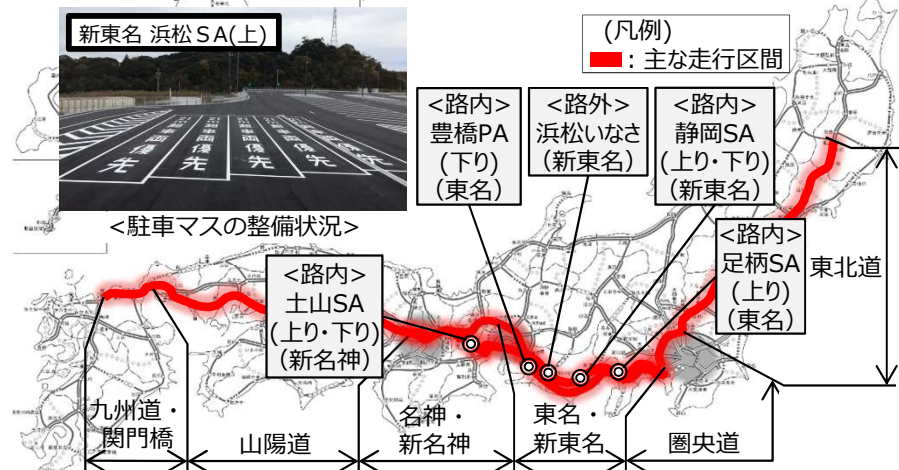 新東名 浜松SA(上)
(凡例)
：主な走行区間
<路内>
豊橋PA
(下り)
(東名)
<路外>
浜松いなさ
(新東名)
<路内>
静岡SA
(上り・下り)
(新東名)
<駐車マスの整備状況>
<路内>
土山SA
(上り・下り)
(新名神)
<路内>
足柄SA
(上り)
(東名)
東北道
九州道・
関門橋
山陽道
名神・
新名神
東名・
新東名
圏央道